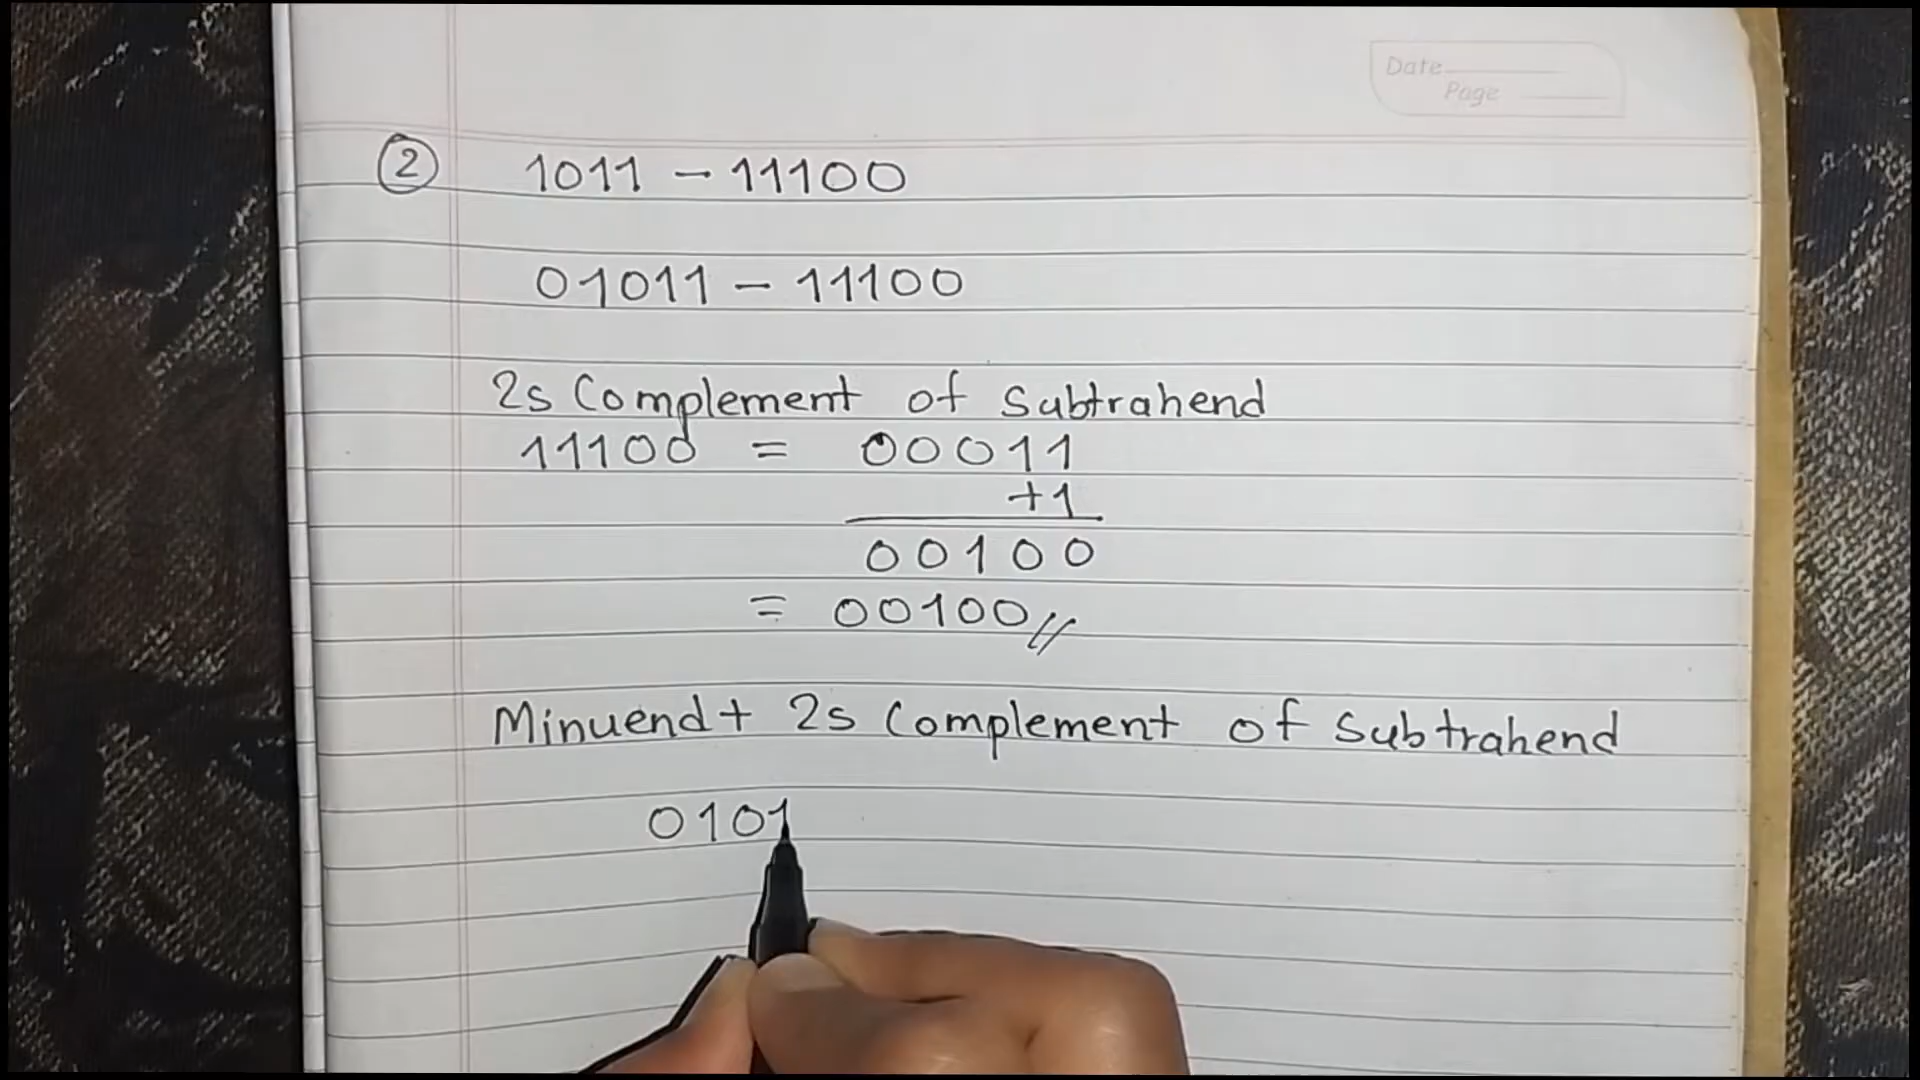 Date
Page
2 1011 - 11100
01011 - 11100
2s Complement of Subtrahend
11100 = 00011
+1
00100
= 00100//
Minuend + 2s Complement of Subtrahend
0101